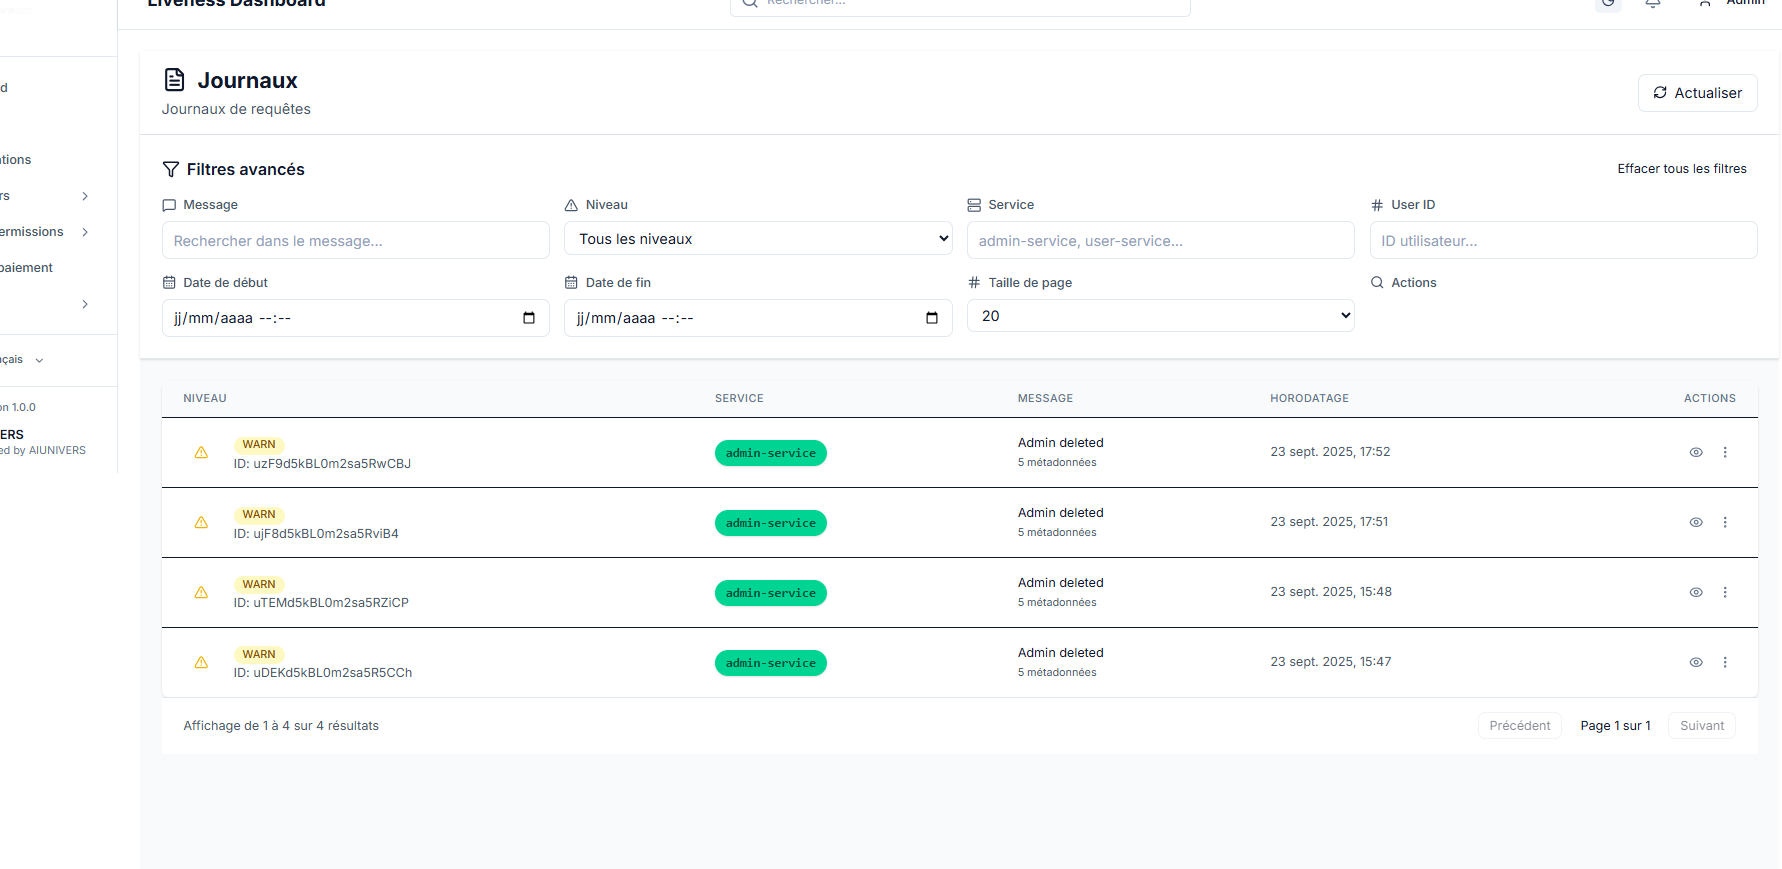 Liveness Dashboard
Rechercher...
Admin
Journaux
Journaux de requêtes
Actualiser
d
tions
rs
ermissions
paiement
çais
on 1.0.0
ERS
ed by AIUNIVERS
Filtres avancés
Effacer tous les filtres
Message
Niveau
Service
User ID
Rechercher dans le message...
Tous les niveaux
admin-service, user-service...
ID utilisateur...
Date de début
Date de fin
Taille de page
Actions
jj/mm/aaaa --:--
jj/mm/aaaa --:--
20
NIVEAU SERVICE MESSAGE HORODATAGE ACTIONS
WARN
ID: uzF9d5kBL0m2sa5RwCBJ
admin-service
Admin deleted
5 métadonnées
23 sept. 2025, 17:52
WARN
ID: ujF8d5kBL0m2sa5RviB4
admin-service
Admin deleted
5 métadonnées
23 sept. 2025, 17:51
WARN
ID: uTEMd5kBL0m2sa5RZiCP
admin-service
Admin deleted
5 métadonnées
23 sept. 2025, 15:48
WARN
ID: uDEKd5kBL0m2sa5R5CCh
admin-service
Admin deleted
5 métadonnées
23 sept. 2025, 15:47
Affichage de 1 à 4 sur 4 résultats
Précédent
Page 1 sur 1
Suivant